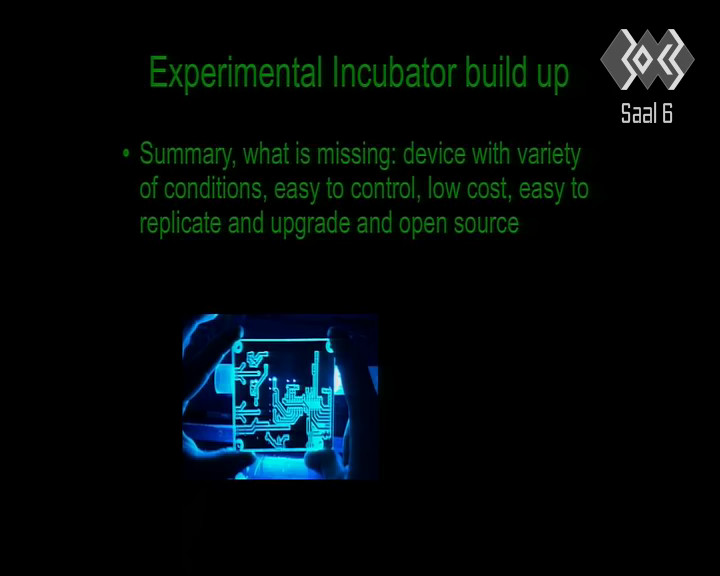 Experimental Incubator build up
Saal 6
• Summary, what is missing: device with variety
of conditions, easy to control, low cost, easy to
replicate and upgrade and open source